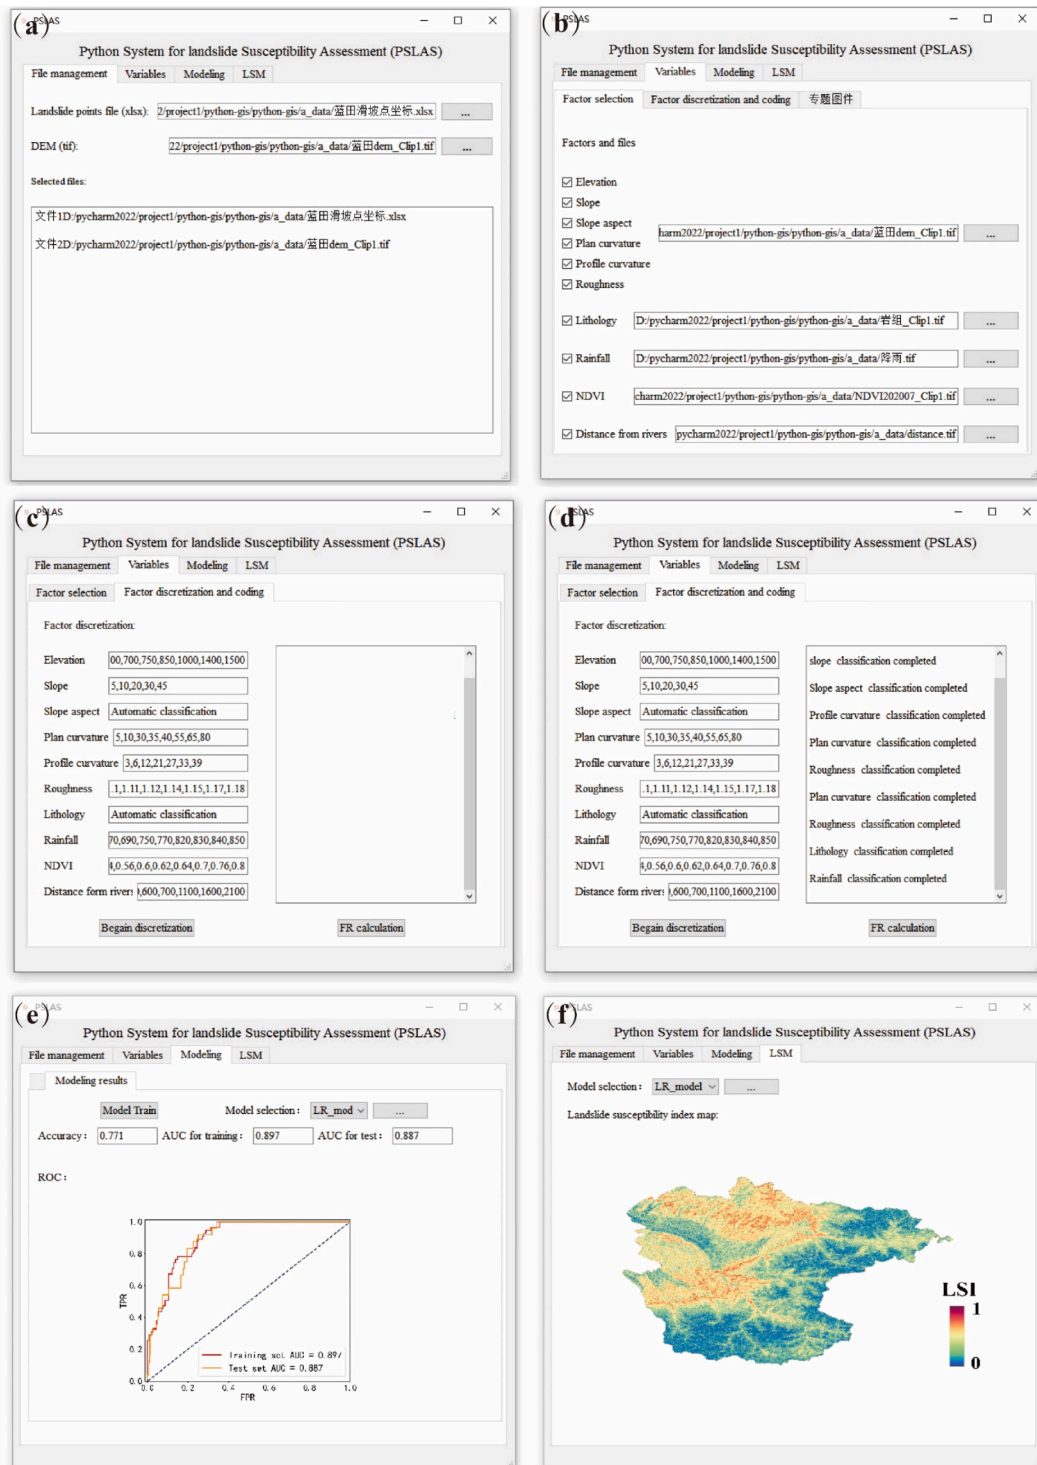 (a)
PSLAS
Python System for landslide Susceptibility Assessment (PSLAS)
File management Variables Modeling LSM
Landslide points file (xlsx): 2/project1/python-gis/python-gis/a_data/蓝田滑坡点坐标.xlsx ...
DEM (tif): 22/project1/python-gis/python-gis/a_data/蓝田dem_Clip1.tif ...
Selected files:
文件1D:/pycharm2022/project1/python-gis/python-gis/a_data/蓝田滑坡点坐标.xlsx
文件2D:/pycharm2022/project1/python-gis/python-gis/a_data/蓝田dem_Clip1.tif
(b)
PSLAS
Python System for landslide Susceptibility Assessment (PSLAS)
File management Variables Modeling LSM
Factor selection Factor discretization and coding 专题图件
Factors and files
Elevation
Slope
Slope aspect
harm2022/project1/python-gis/python-gis/a_data/蓝田dem_Clip1.tif ...
Plan curvature
Profile curvature
Roughness
Lithology D:/pycharm2022/project1/python-gis/python-gis/a_data/岩组_Clip1.tif ...
Rainfall D:/pycharm2022/project1/python-gis/python-gis/a_data/降雨.tif ...
NDVI charm2022/project1/python-gis/python-gis/a_data/NDVI202007_Clip1.tif ...
Distance from rivers pycharm2022/project1/python-gis/python-gis/a_data/distance.tif ...
(c)
PSLAS
Python System for landslide Susceptibility Assessment (PSLAS)
File management Variables Modeling LSM
Factor selection Factor discretization and coding
Factor discretization:
Elevation 00,700,750,850,1000,1400,1500
Slope 5,10,20,30,45
Slope aspect Automatic classification
Plan curvature 5,10,30,35,40,55,65,80
Profile curvature 3,6,12,21,27,33,39
Roughness .1,1.11,1.12,1.14,1.15,1.17,1.18
Lithology Automatic classification
Rainfall 70,690,750,770,820,830,840,850
NDVI 4,0.56,0.6,0.62,0.64,0.7,0.76,0.8
Distance form rivers ,600,700,1100,1600,2100
Begain discretization FR calculation
(d)
PSLAS
Python System for landslide Susceptibility Assessment (PSLAS)
File management Variables Modeling LSM
Factor selection Factor discretization and coding
Factor discretization:
Elevation 00,700,750,850,1000,1400,1500
Slope 5,10,20,30,45
Slope aspect Automatic classification
Plan curvature 5,10,30,35,40,55,65,80
Profile curvature 3,6,12,21,27,33,39
Roughness .1,1.11,1.12,1.14,1.15,1.17,1.18
Lithology Automatic classification
Rainfall 70,690,750,770,820,830,840,850
NDVI 4,0.56,0.6,0.62,0.64,0.7,0.76,0.8
Distance form rivers ,600,700,1100,1600,2100
slope classification completed
Slope aspect classification completed
Profile curvature classification completed
Plan curvature classification completed
Roughness classification completed
Plan curvature classification completed
Roughness classification completed
Lithology classification completed
Rainfall classification completed
Begain discretization FR calculation
(e)
PSLAS
Python System for landslide Susceptibility Assessment (PSLAS)
File management Variables Modeling LSM
Modeling results
Model Train Model selection: LR_mod ...
Accuracy: 0.771 AUC for training: 0.897 AUC for test: 0.887
ROC:
1.0
0.8
0.6
0.4
0.2
0.0
TPR
Training set AUC = 0.897
Test set AUC = 0.887
0.0 0.2 0.4 0.6 0.8 1.0
FPR
(f)
PSLAS
Python System for landslide Susceptibility Assessment (PSLAS)
File management Variables Modeling LSM
Model selection: LR_model ...
Landslide susceptibility index map:
LSI
1
0